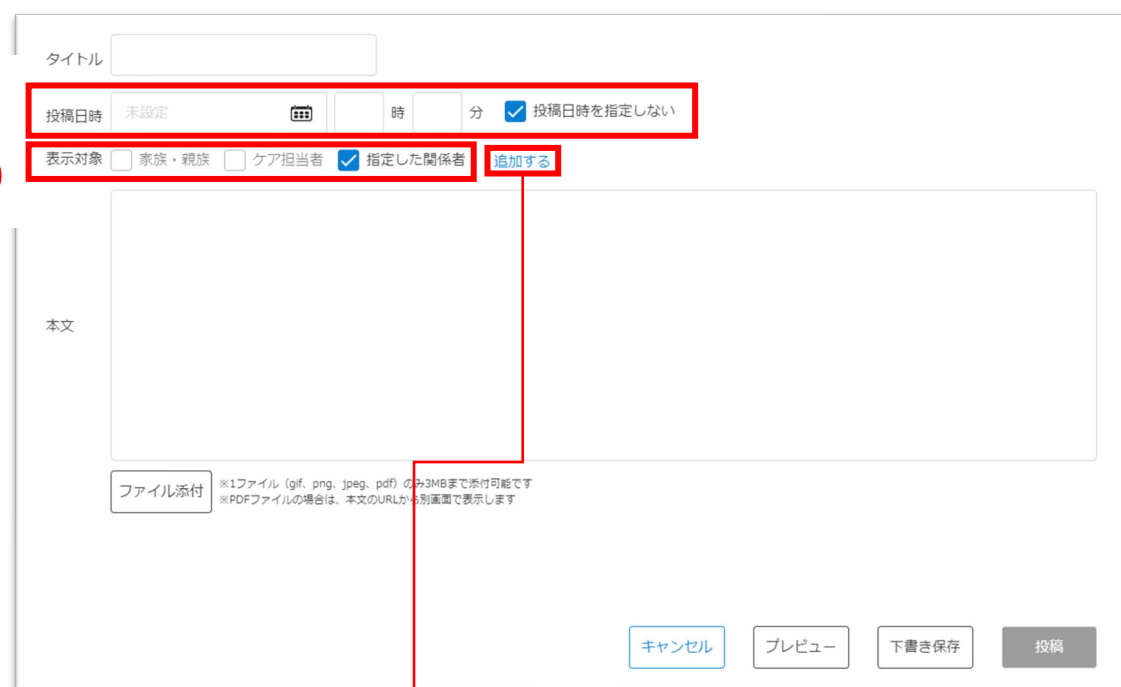 タイトル
投稿日時 未設定 時 分 投稿日時を指定しない
表示対象 家族・親族 ケア担当者 指定した関係者 追加する
本文
ファイル添付 ※1ファイル（gif、png、jpeg、pdf）のみ3MBまで添付可能です
※PDFファイルの場合は、本文のURLから別画面で表示します
キャンセル プレビュー 下書き保存 投稿